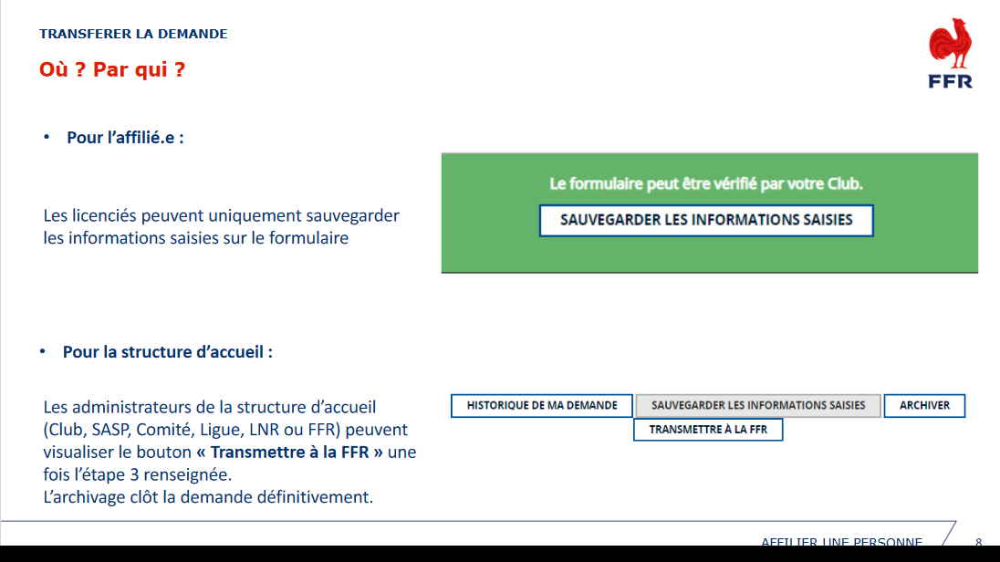 TRANSFERER LA DEMANDE
Où ? Par qui ?
FFR
• Pour l’affilié.e :
Le formulaire peut être vérifié par votre Club.
SAUVEGARDER LES INFORMATIONS SAISIES
Les licenciés peuvent uniquement sauvegarder
les informations saisies sur le formulaire
• Pour la structure d’accueil :
Les administrateurs de la structure d’accueil
(Club, SASP, Comité, Ligue, LNR ou FFR) peuvent
visualiser le bouton « Transmettre à la FFR » une
fois l’étape 3 renseignée.
L’archivage clôt la demande définitivement.
HISTORIQUE DE MA DEMANDE
SAUVEGARDER LES INFORMATIONS SAISIES
ARCHIVER
TRANSMETTRE À LA FFR
AFFILIER UNE PERSONNE
8